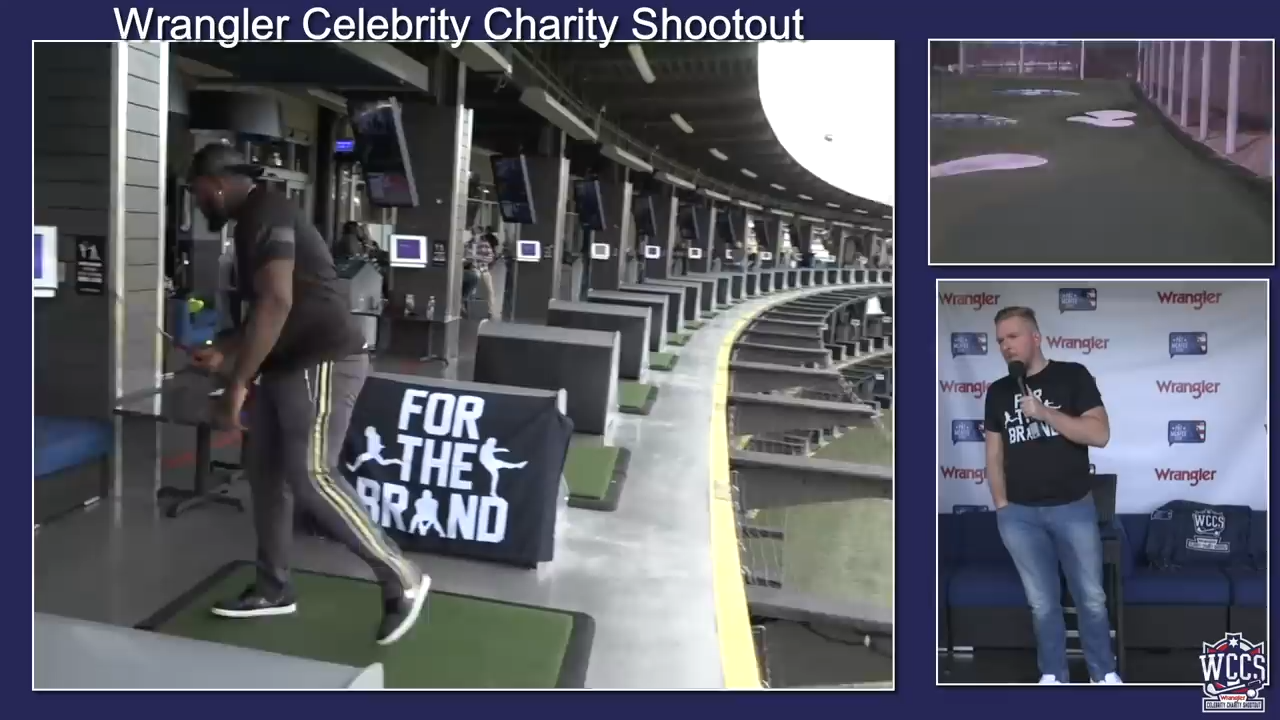 Wrangler Celebrity Charity Shootout
FOR
THE
BRAND
Wrangler
Wrangler
Wrangler
Wrangler
Wrangler
Wrangler
Wrangler
FOR
THE
BRAND
WCCS
WCCS
Wrangler
CELEBRITY CHARITY SHOOTOUT